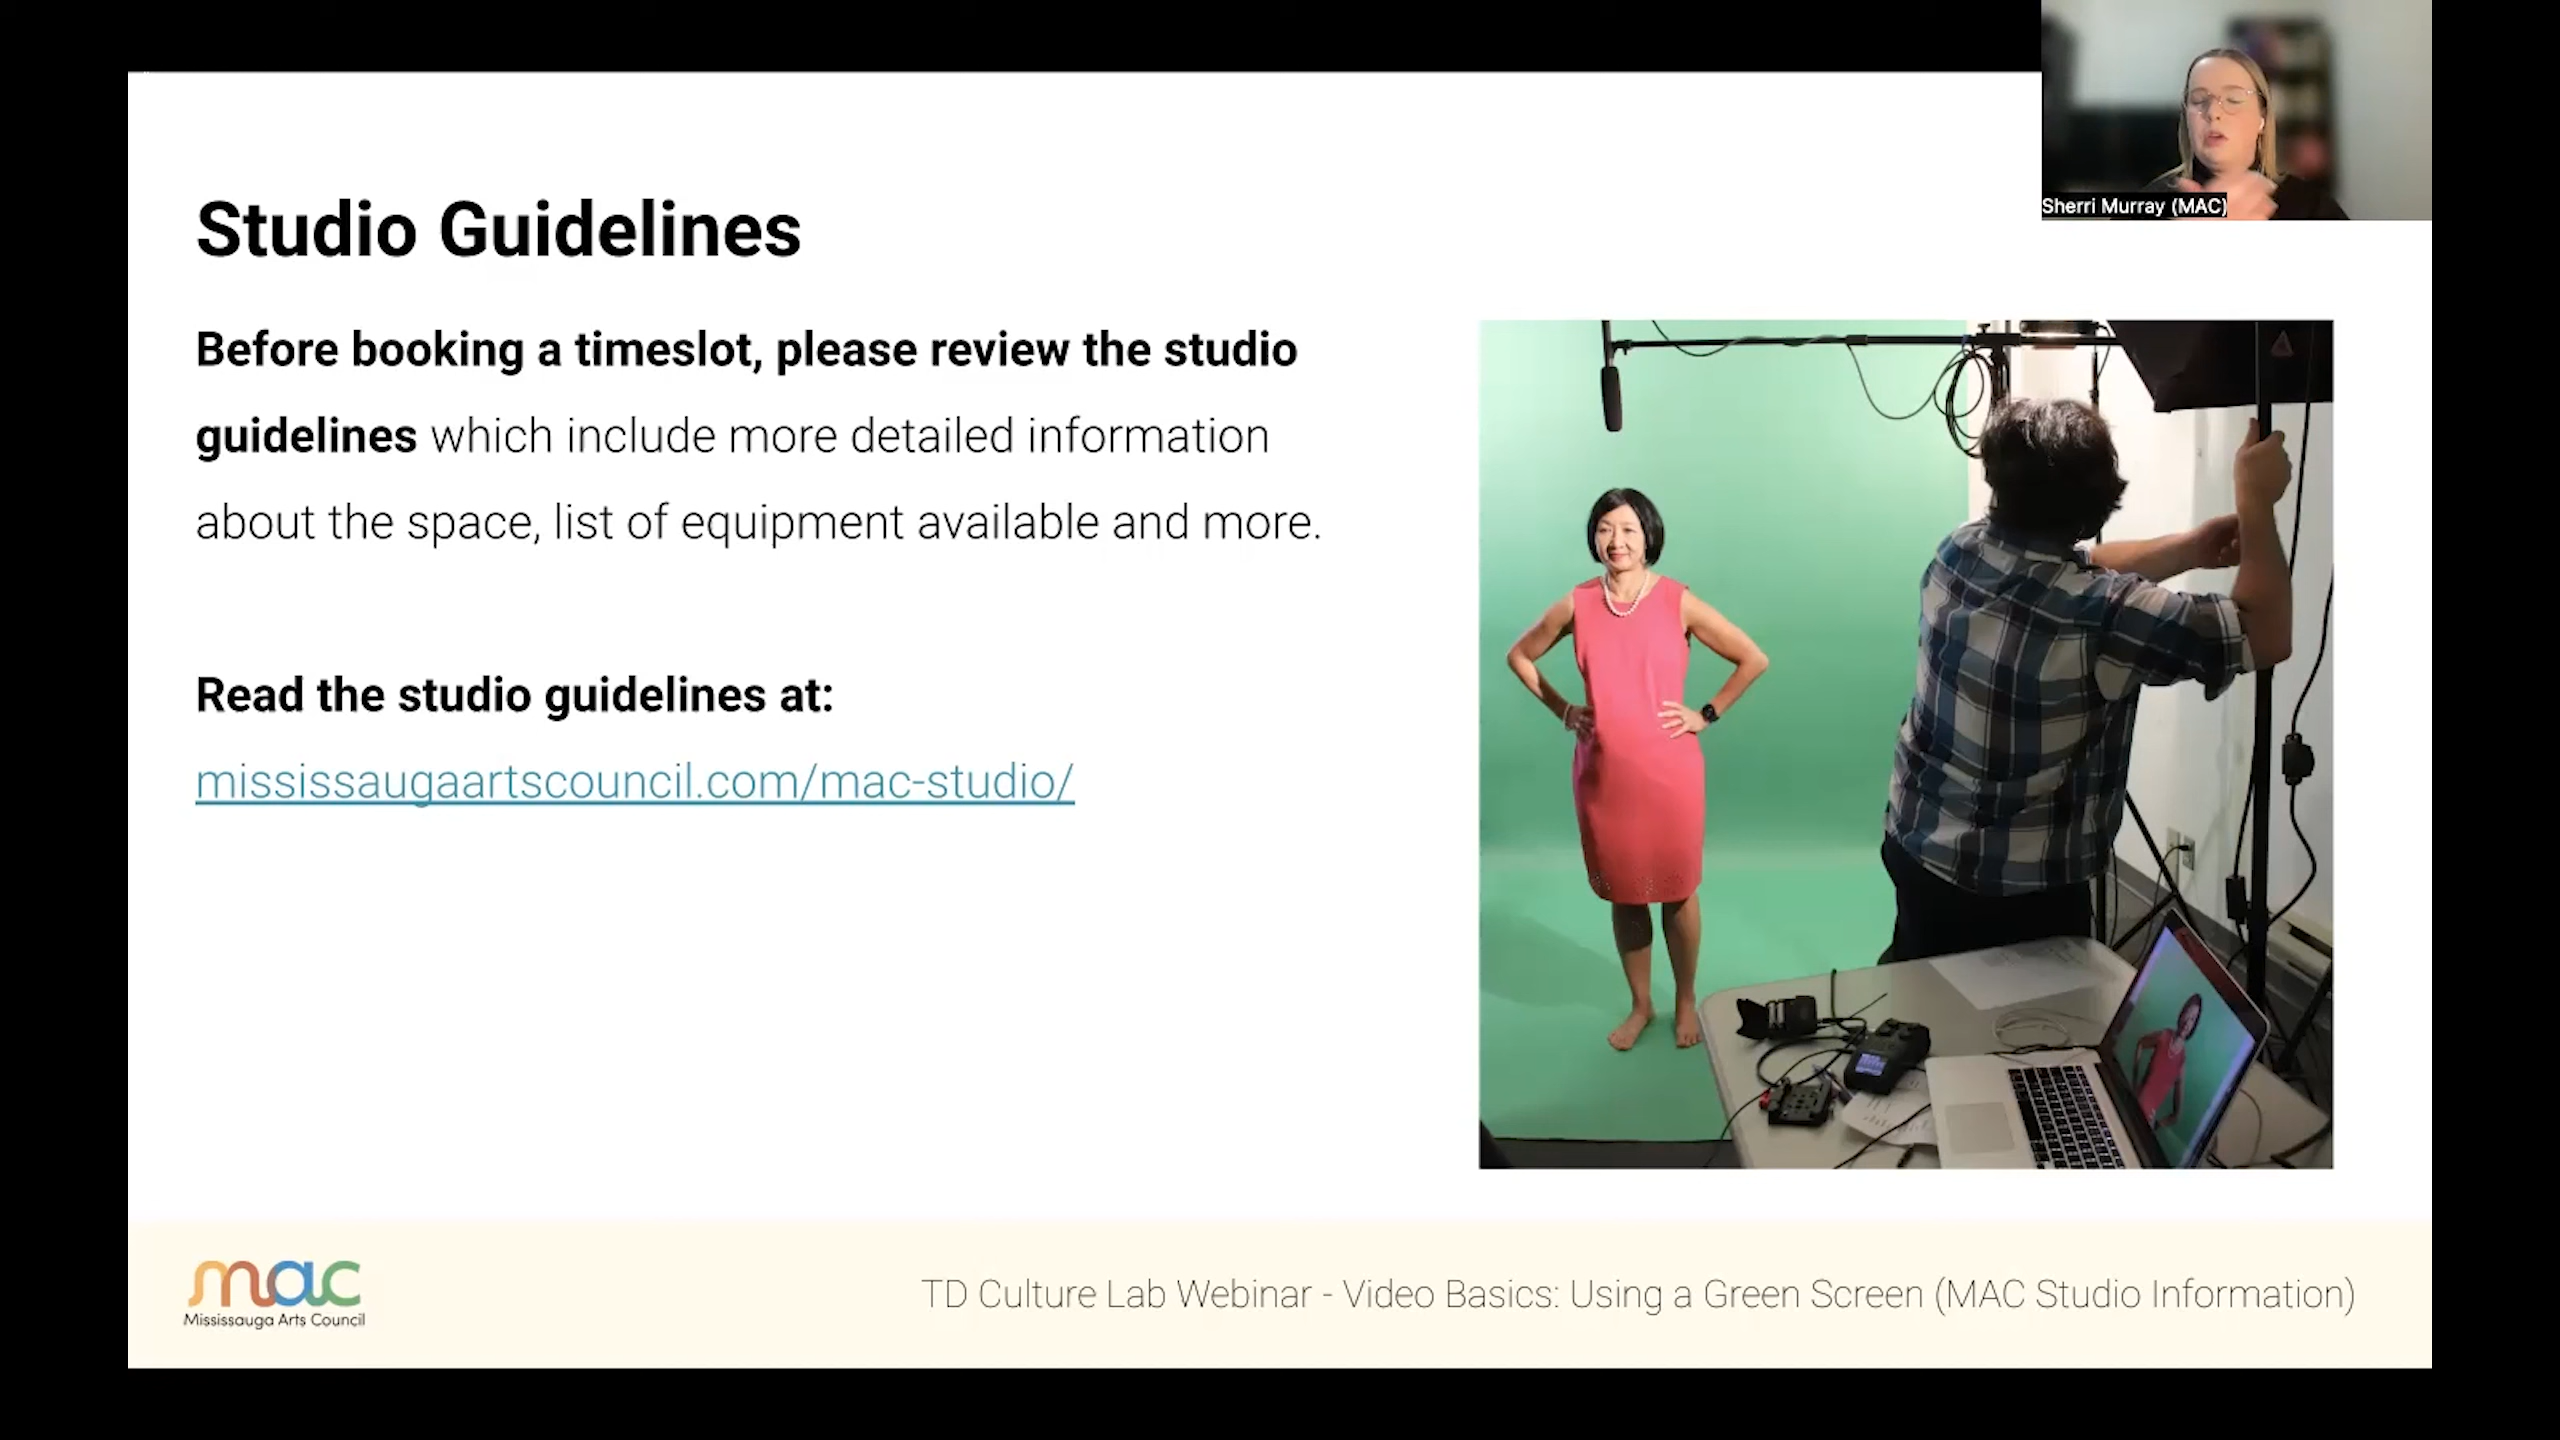 Sherri Murray (MAC)
Studio Guidelines
Before booking a timeslot, please review the studio
guidelines which include more detailed information
about the space, list of equipment available and more.
Read the studio guidelines at:
mississaugaartscouncil.com/mac-studio/
mac
Mississauga Arts Council
TD Culture Lab Webinar - Video Basics: Using a Green Screen (MAC Studio Information)